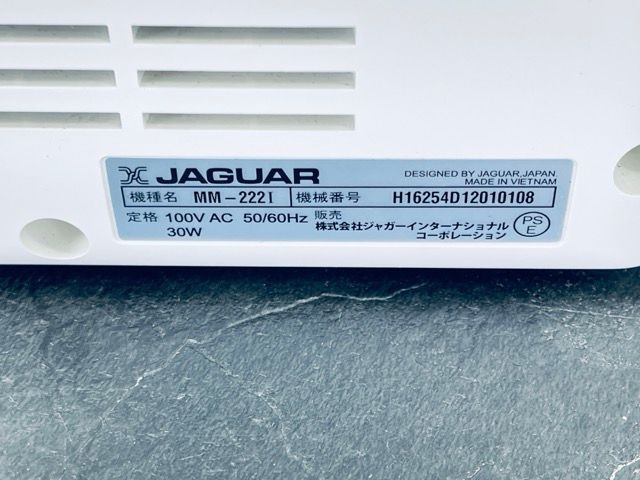 JAGUAR
DESIGNED BY JAGUAR,JAPAN.
MADE IN VIETNAM
機種名 MM-222I 機械番号 H16254D12010108
定格 100V AC 50/60Hz 販売
30W
株式会社ジャガーインターナショナル
コーポレーション
PS
E